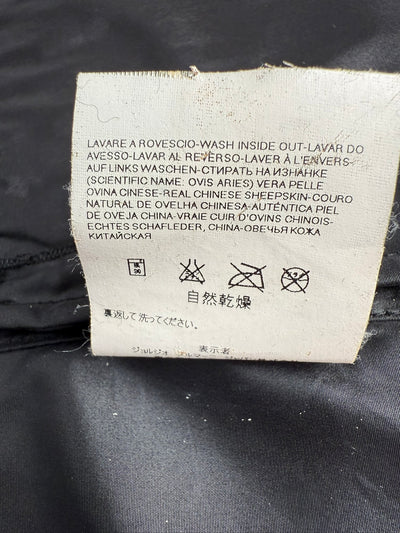 LAVARE A ROVESCIO-WASH INSIDE OUT-LAVAR DO
AVESSO-LAVAR AL REVERSO-LAVER À L'ENVERS-
AUF LINKS WASCHEN-СТИРАТЬ НА ИЗНАНКЕ
(SCIENTIFIC NAME: OVIS ARIES) VERA PELLE
OVINA CINESE-REAL CHINESE SHEEPSKIN-COURO
NATURAL DE OVELHA CHINESA-AUTÉNTICA PIEL
DE OVEJA CHINA-VRAIE CUIR D'OVINS CHINOIS-
ECHTES SCHAFLEDER, CHINA-ОВЕЧЬЯ КОЖА
КИТАЙСКАЯ
自然乾燥
裏返して洗ってください.
表示者